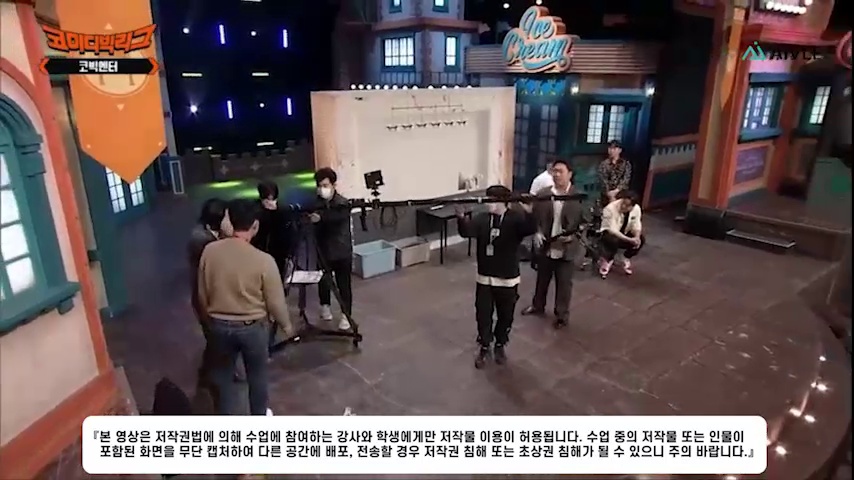 코미디빅리그
코빅엔터
Ice
Cream
『본 영상은 저작권법에 의해 수업에 참여하는 강사와 학생에게만 저작물 이용이 허용됩니다. 수업 중의 저작물 또는 인물이
포함된 화면을 무단 캡처하여 다른 공간에 배포, 전송할 경우 저작권 침해 또는 초상권 침해가 될 수 있으니 주의 바랍니다.』